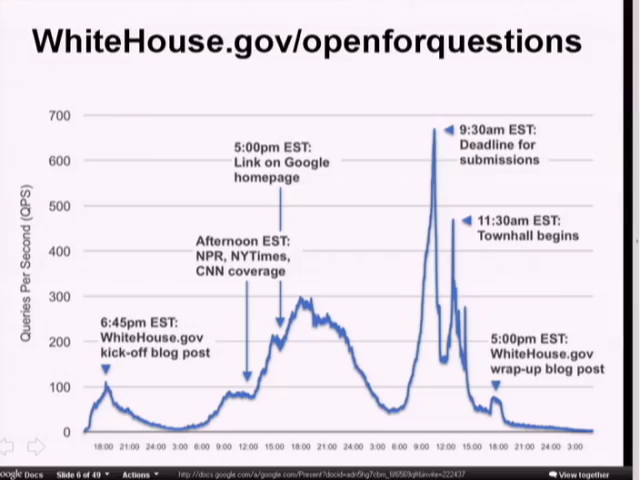 WhiteHouse.gov/openforquestions
700
600
500
400
300
200
100
0
Queries Per Second (QPS)
6:45pm EST:
WhiteHouse.gov
kick-off blog post
Afternoon EST:
NPR, NYTimes,
CNN coverage
5:00pm EST:
Link on Google
homepage
9:30am EST:
Deadline for
submissions
11:30am EST:
Townhall begins
5:00pm EST:
WhiteHouse.gov
wrap-up blog post
18:00 21:00 24:00 3:00 6:00 9:00 12:00 15:00 18:00 21:00 24:00 3:00 6:00 9:00 12:00 15:00 18:00 21:00 24:00 3:00
Google Docs Slide 6 of 49 Actions View together